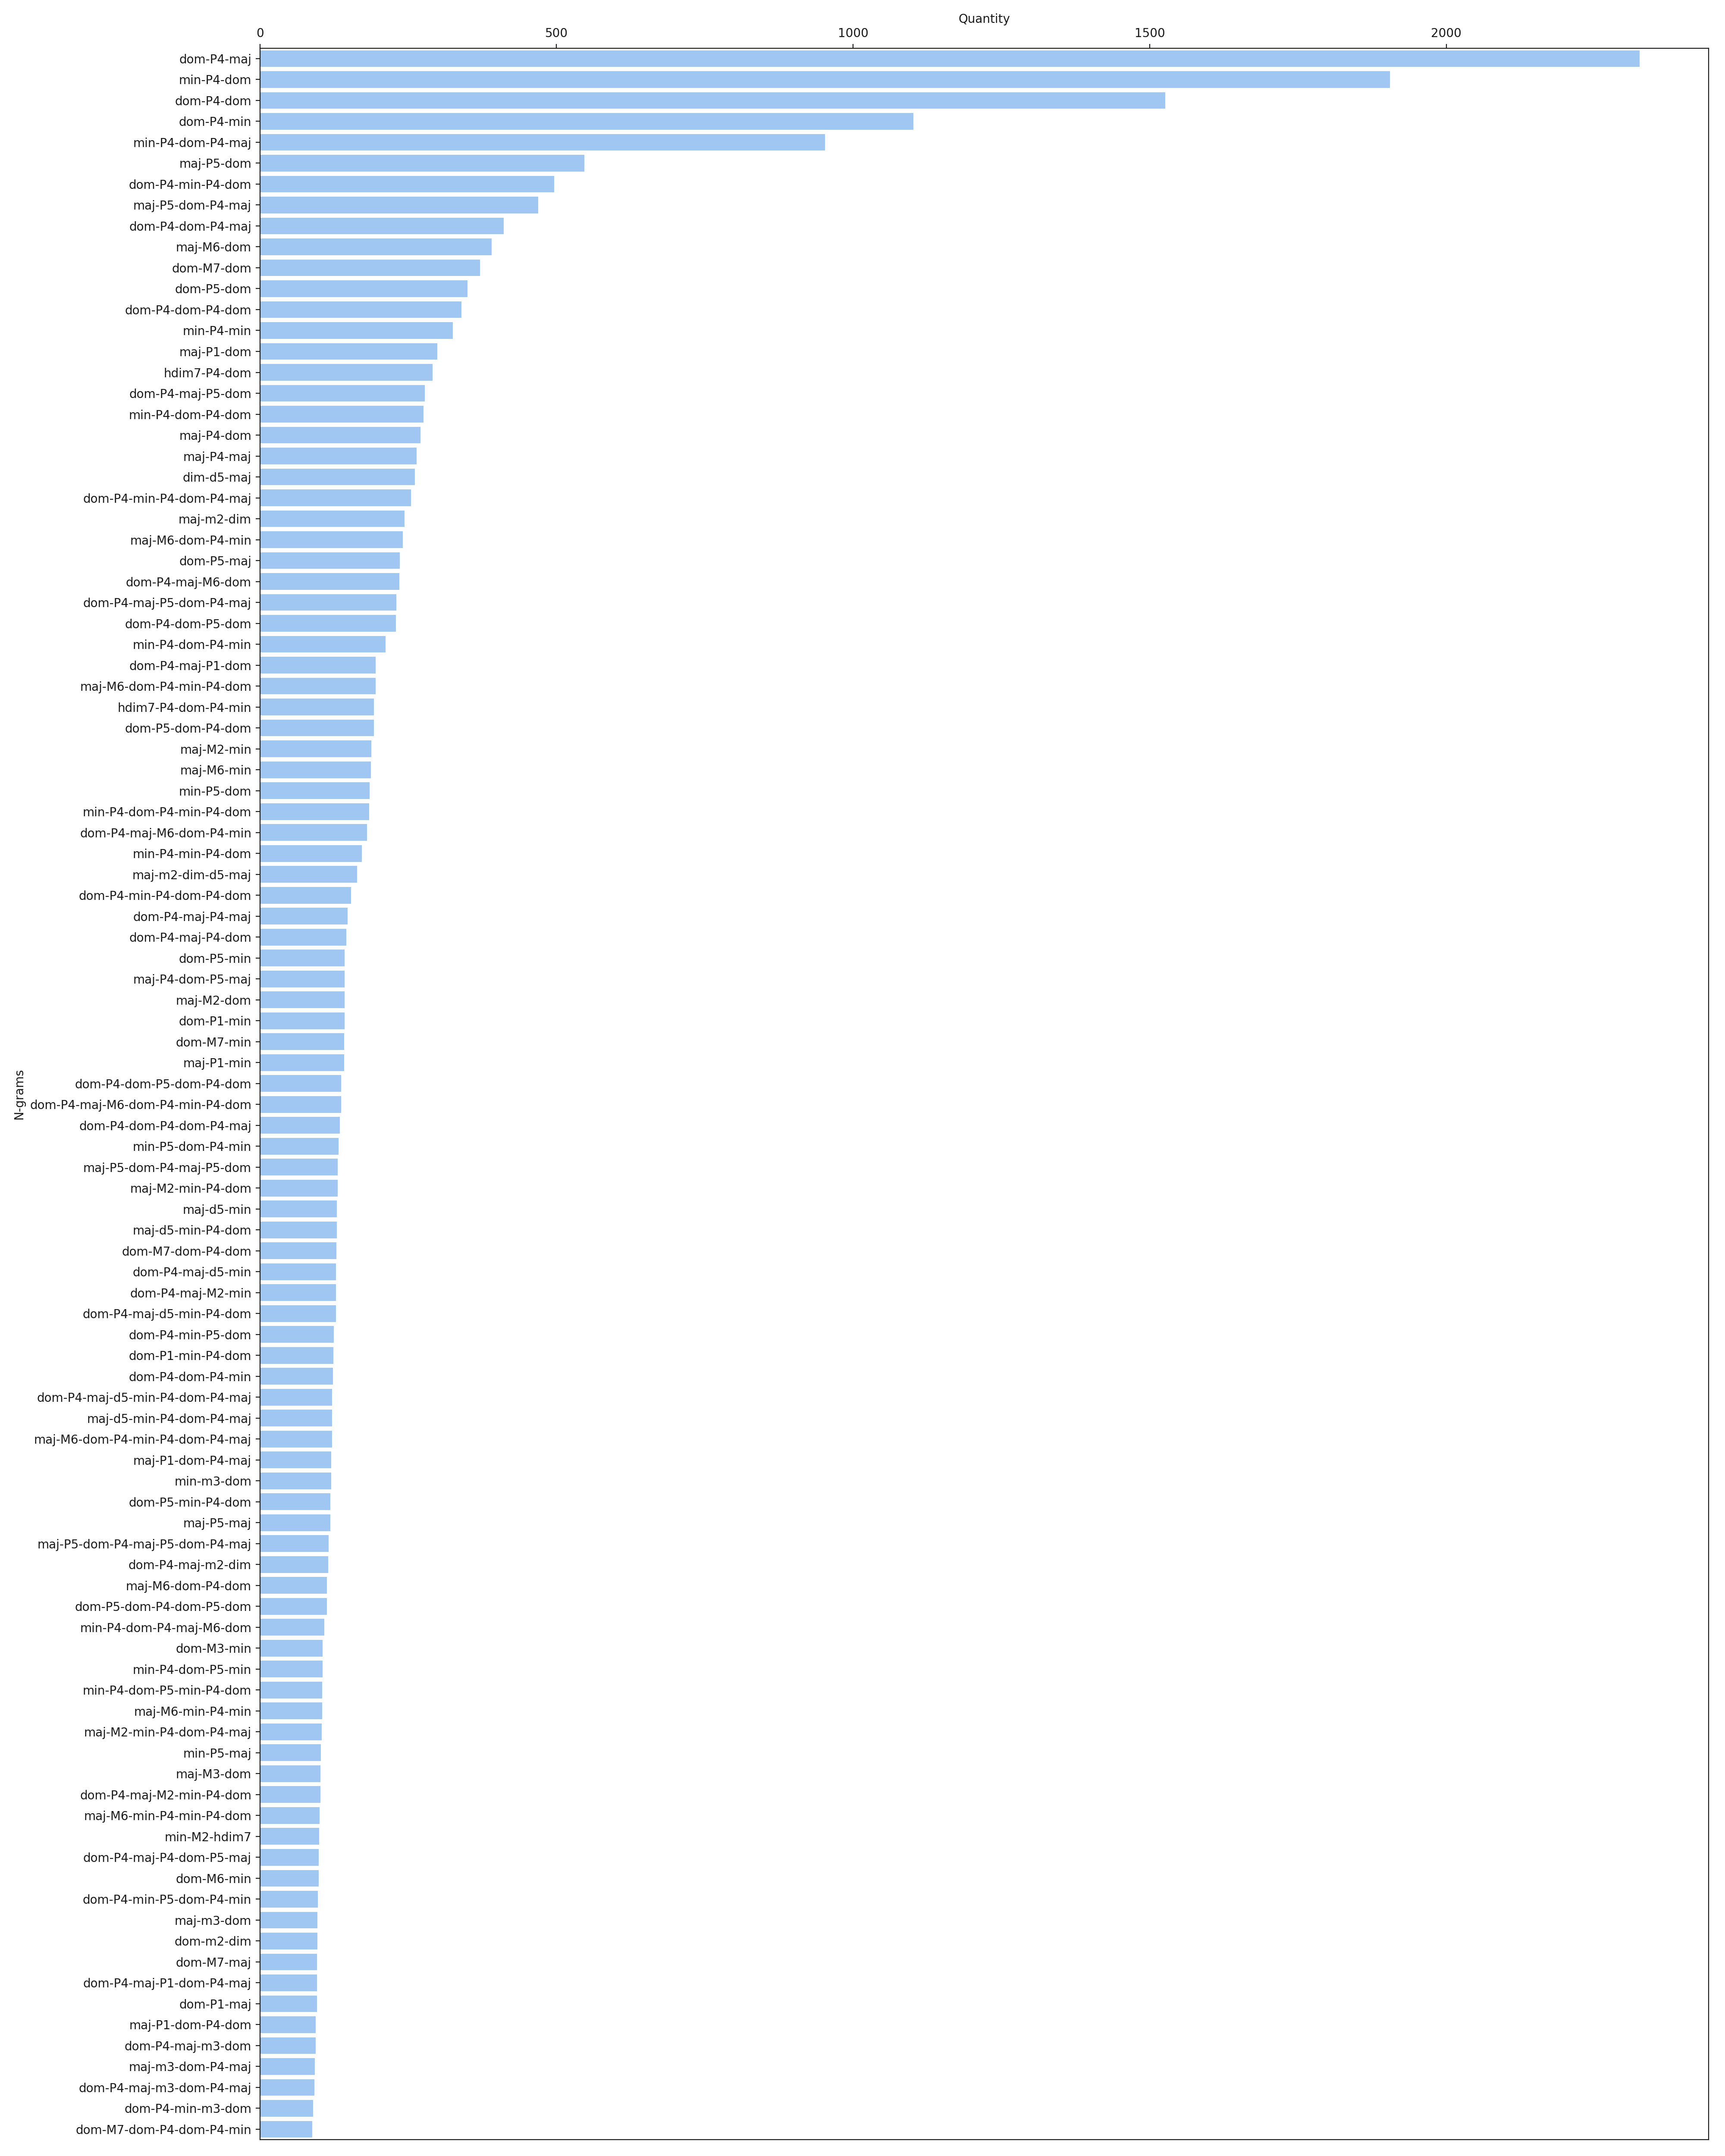 Quantity
0 500 1000 1500 2000
dom-P4-maj
min-P4-dom
dom-P4-dom
dom-P4-min
min-P4-dom-P4-maj
maj-P5-dom
dom-P4-min-P4-dom
maj-P5-dom-P4-maj
dom-P4-dom-P4-maj
maj-M6-dom
dom-M7-dom
dom-P5-dom
dom-P4-dom-P4-dom
min-P4-min
maj-P1-dom
hdim7-P4-dom
dom-P4-maj-P5-dom
min-P4-dom-P4-dom
maj-P4-dom
maj-P4-maj
dim-d5-maj
dom-P4-min-P4-dom-P4-maj
maj-m2-dim
maj-M6-dom-P4-min
dom-P5-maj
dom-P4-maj-M6-dom
dom-P4-maj-P5-dom-P4-maj
dom-P4-dom-P5-dom
min-P4-dom-P4-min
dom-P4-maj-P1-dom
maj-M6-dom-P4-min-P4-dom
hdim7-P4-dom-P4-min
dom-P5-dom-P4-dom
maj-M2-min
maj-M6-min
min-P5-dom
min-P4-dom-P4-min-P4-dom
dom-P4-maj-M6-dom-P4-min
min-P4-min-P4-dom
maj-m2-dim-d5-maj
dom-P4-min-P4-dom-P4-dom
dom-P4-maj-P4-maj
dom-P4-maj-P4-dom
dom-P5-min
maj-P4-dom-P5-maj
maj-M2-dom
dom-P1-min
dom-M7-min
maj-P1-min
dom-P4-dom-P5-dom-P4-dom
dom-P4-maj-M6-dom-P4-min-P4-dom
dom-P4-dom-P4-dom-P4-maj
min-P5-dom-P4-min
maj-P5-dom-P4-maj-P5-dom
maj-M2-min-P4-dom
maj-d5-min
maj-d5-min-P4-dom
dom-M7-dom-P4-dom
dom-P4-maj-d5-min
dom-P4-maj-M2-min
dom-P4-maj-d5-min-P4-dom
dom-P4-min-P5-dom
dom-P1-min-P4-dom
dom-P4-dom-P4-min
dom-P4-maj-d5-min-P4-dom-P4-maj
maj-d5-min-P4-dom-P4-maj
maj-M6-dom-P4-min-P4-dom-P4-maj
maj-P1-dom-P4-maj
min-m3-dom
dom-P5-min-P4-dom
maj-P5-maj
maj-P5-dom-P4-maj-P5-dom-P4-maj
dom-P4-maj-m2-dim
maj-M6-dom-P4-dom
dom-P5-dom-P4-dom-P5-dom
min-P4-dom-P4-maj-M6-dom
dom-M3-min
min-P4-dom-P5-min
min-P4-dom-P5-min-P4-dom
maj-M6-min-P4-min
maj-M2-min-P4-dom-P4-maj
min-P5-maj
maj-M3-dom
dom-P4-maj-M2-min-P4-dom
maj-M6-min-P4-min-P4-dom
min-M2-hdim7
dom-P4-maj-P4-dom-P5-maj
dom-M6-min
dom-P4-min-P5-dom-P4-min
maj-m3-dom
dom-m2-dim
dom-M7-maj
dom-P4-maj-P1-dom-P4-maj
dom-P1-maj
maj-P1-dom-P4-dom
dom-P4-maj-m3-dom
maj-m3-dom-P4-maj
dom-P4-maj-m3-dom-P4-maj
dom-P4-min-m3-dom
dom-M7-dom-P4-dom-P4-min
N-grams